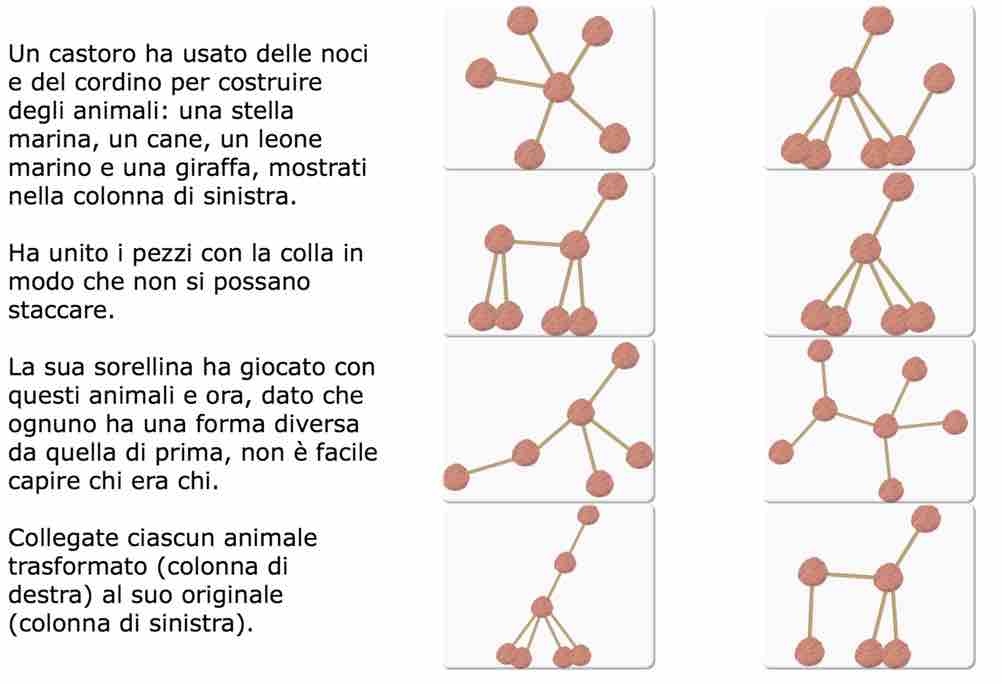 Un castoro ha usato delle noci
e del cordino per costruire
degli animali: una stella
marina, un cane, un leone
marino e una giraffa, mostrati
nella colonna di sinistra.
Ha unito i pezzi con la colla in
modo che non si possano
staccare.
La sua sorellina ha giocato con
questi animali e ora, dato che
ognuno ha una forma diversa
da quella di prima, non è facile
capire chi era chi.
Collegate ciascun animale
trasformato (colonna di
destra) al suo originale
(colonna di sinistra).